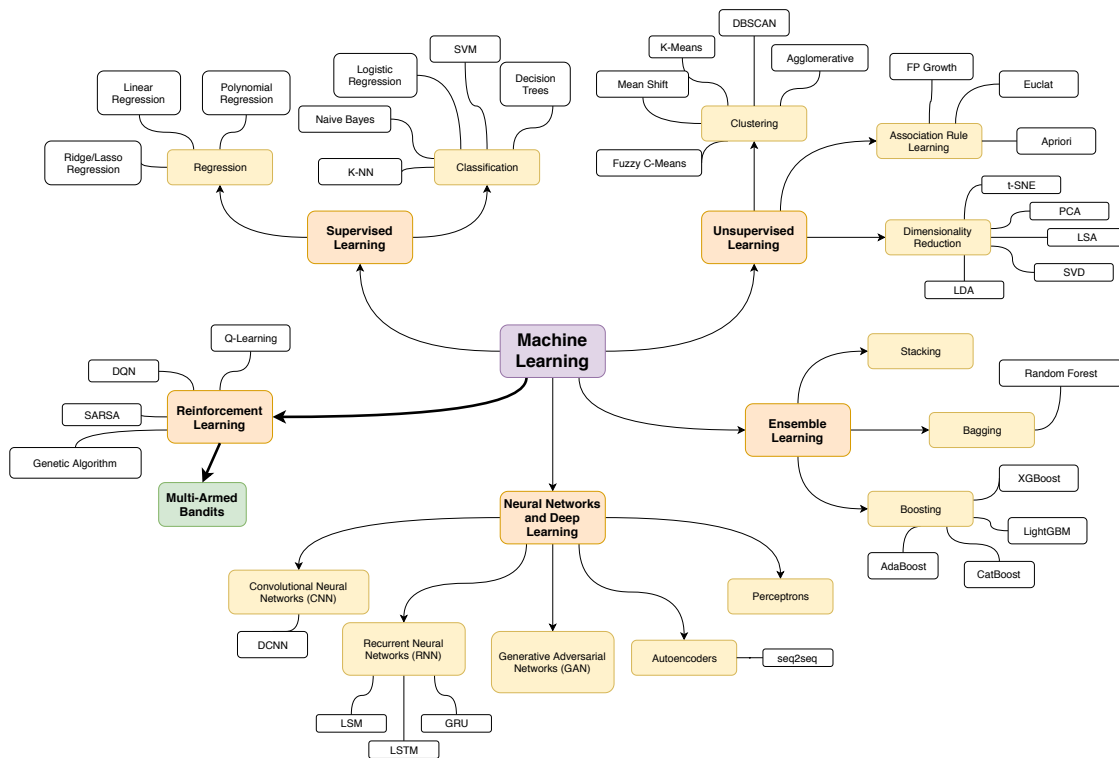 DBSCAN
K-Means
SVM
Agglomerative
Logistic
Regression
FP Growth
Linear
Regression
Polynomial
Regression
Decision
Trees
Mean Shift
Euclat
Naive Bayes
Clustering
Association Rule
Learning
Apriori
Ridge/Lasso
Regression
Regression
K-NN
Classification
Fuzzy C-Means
t-SNE
PCA
Supervised
Learning
Unsupervised
Learning
Dimensionality
Reduction
LSA
SVD
LDA
Machine
Learning
Q-Learning
Stacking
DQN
Random Forest
SARSA
Reinforcement
Learning
Ensemble
Learning
Bagging
Genetic Algorithm
XGBoost
Multi-Armed
Bandits
Neural Networks
and Deep
Learning
Boosting
LightGBM
AdaBoost
CatBoost
Convolutional Neural
Networks (CNN)
Perceptrons
DCNN
Recurrent Neural
Networks (RNN)
Generative Adversarial
Networks (GAN)
Autoencoders
seq2seq
LSM
GRU
LSTM